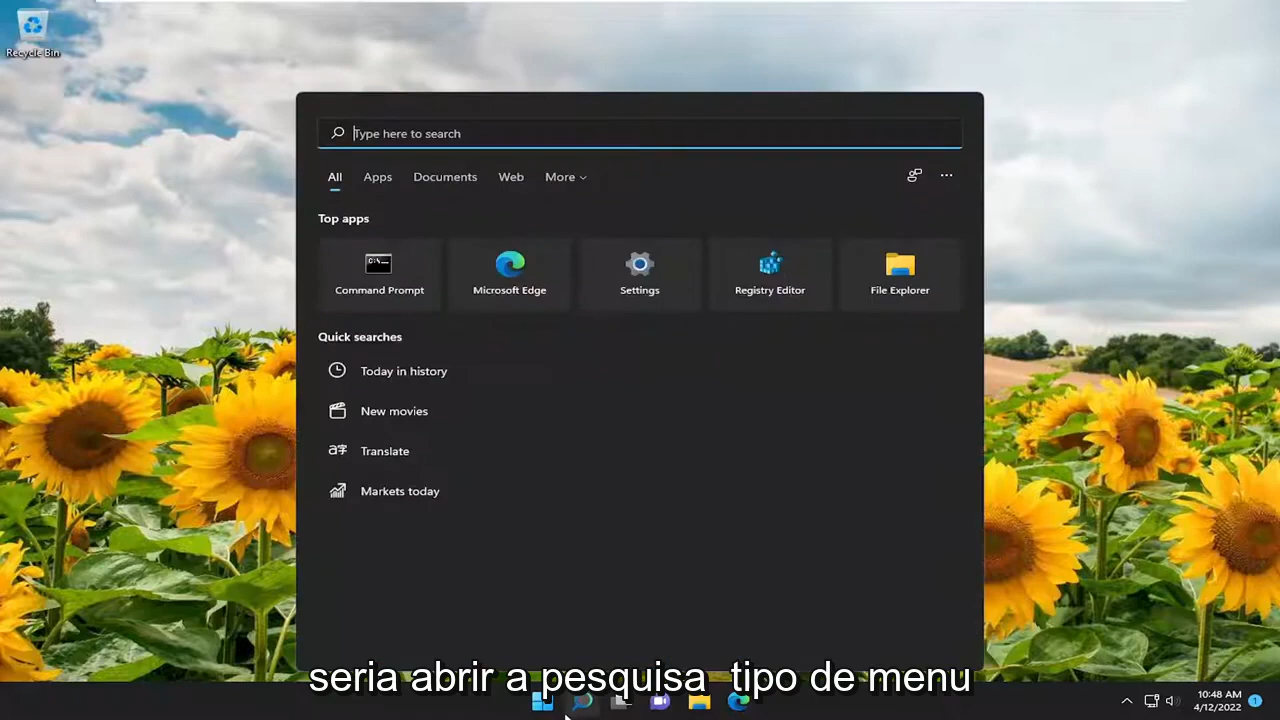 Recycle Bin
Type here to search
All Apps Documents Web More
Top apps
Command Prompt Microsoft Edge Settings Registry Editor File Explorer
Quick searches
Today in history
New movies
Translate
Markets today
seria abrir a pesquisa tipo de menu
10:48 AM
4/12/2022
1